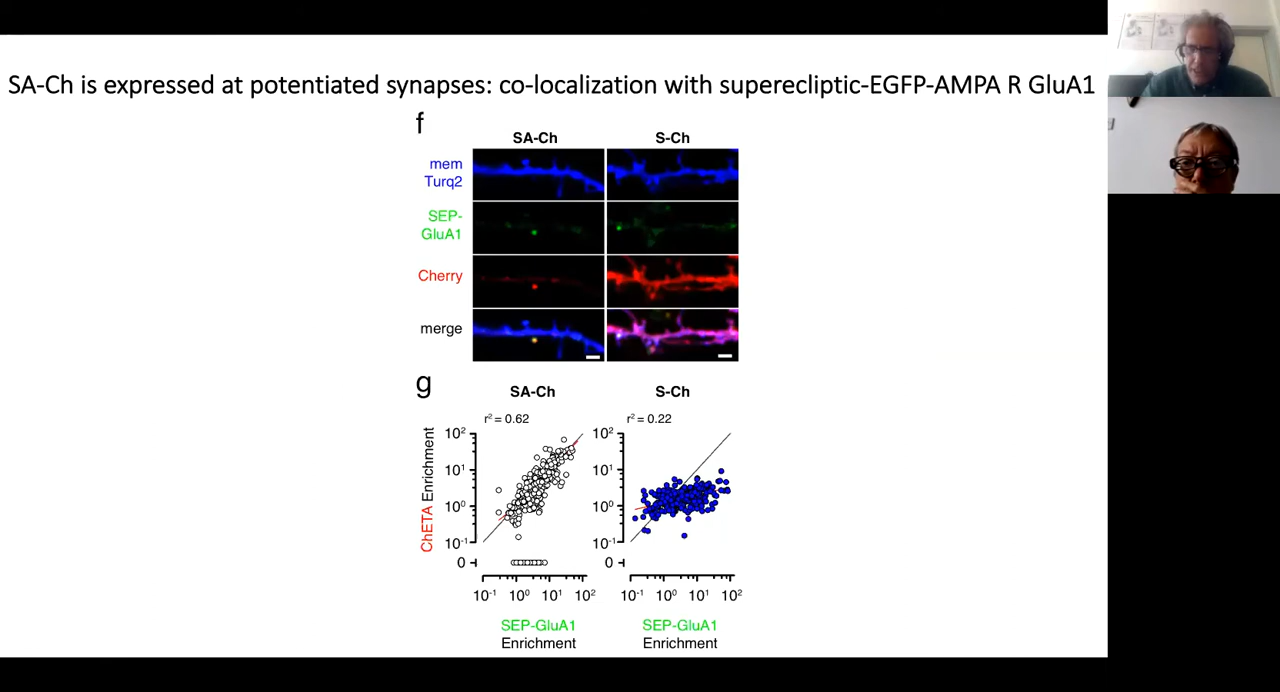 SA-Ch is expressed at potentiated synapses: co-localization with superecliptic-EGFP-AMPA R GluA1
f
SA-Ch S-Ch
mem
Turq2
SEP-
GluA1
Cherry
merge
g
SA-Ch S-Ch
r² = 0.62 r² = 0.22
ChETA Enrichment
10² 10²
10¹ 10¹
10⁰ 10⁰
10⁻¹ 10⁻¹
0 0
10⁻¹ 10⁰ 10¹ 10² 10⁻¹ 10⁰ 10¹ 10²
SEP-GluA1 SEP-GluA1
Enrichment Enrichment